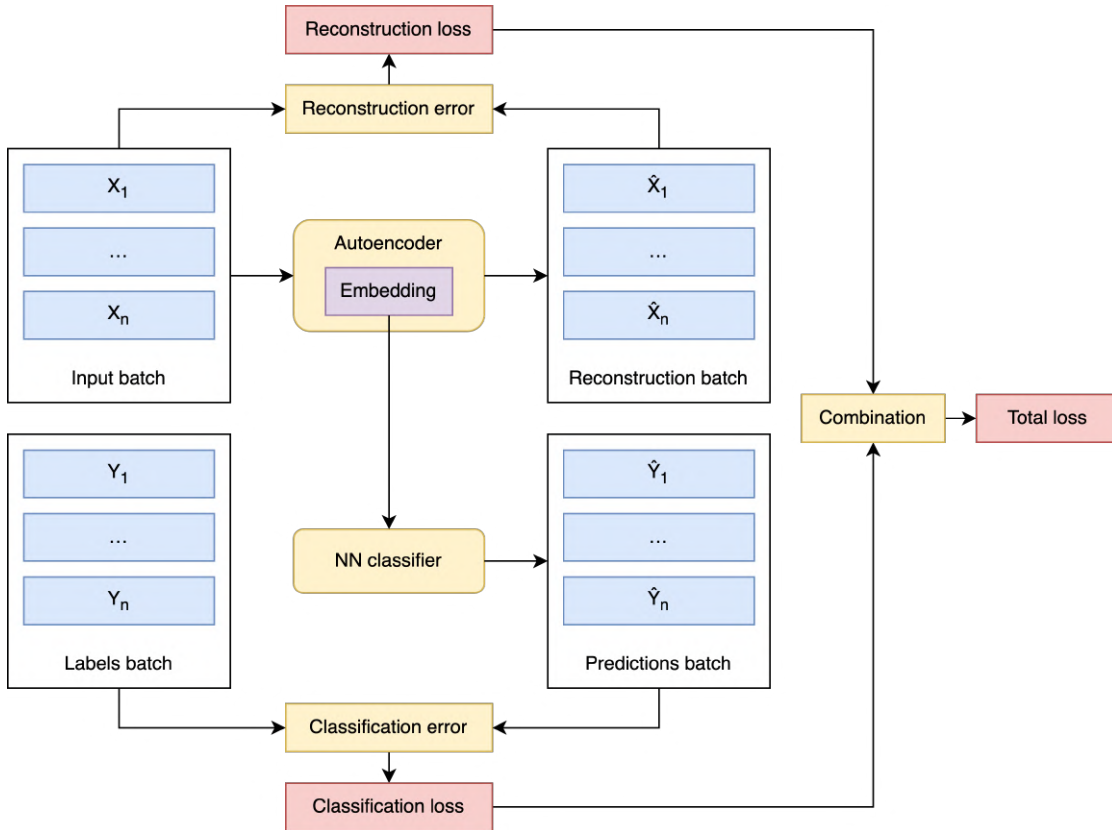 Reconstruction loss
Reconstruction error
X₁
...
Xₙ
Input batch
Autoencoder
Embedding
X̂₁
...
X̂ₙ
Reconstruction batch
Combination
Total loss
Y₁
...
Yₙ
Labels batch
NN classifier
Ŷ₁
...
Ŷₙ
Predictions batch
Classification error
Classification loss